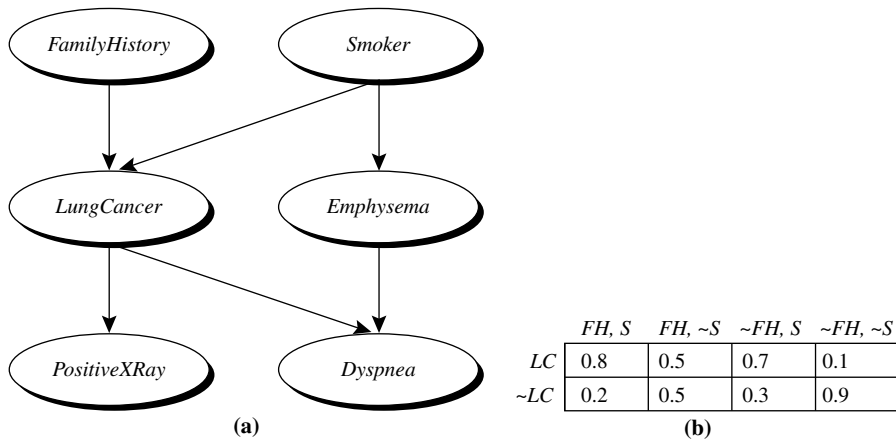 FamilyHistory
Smoker
LungCancer
Emphysema
PositiveXRay
Dyspnea
(a)
FH, S FH, ~S ~FH, S ~FH, ~S
LC 0.8 0.5 0.7 0.1
~LC 0.2 0.5 0.3 0.9
(b)